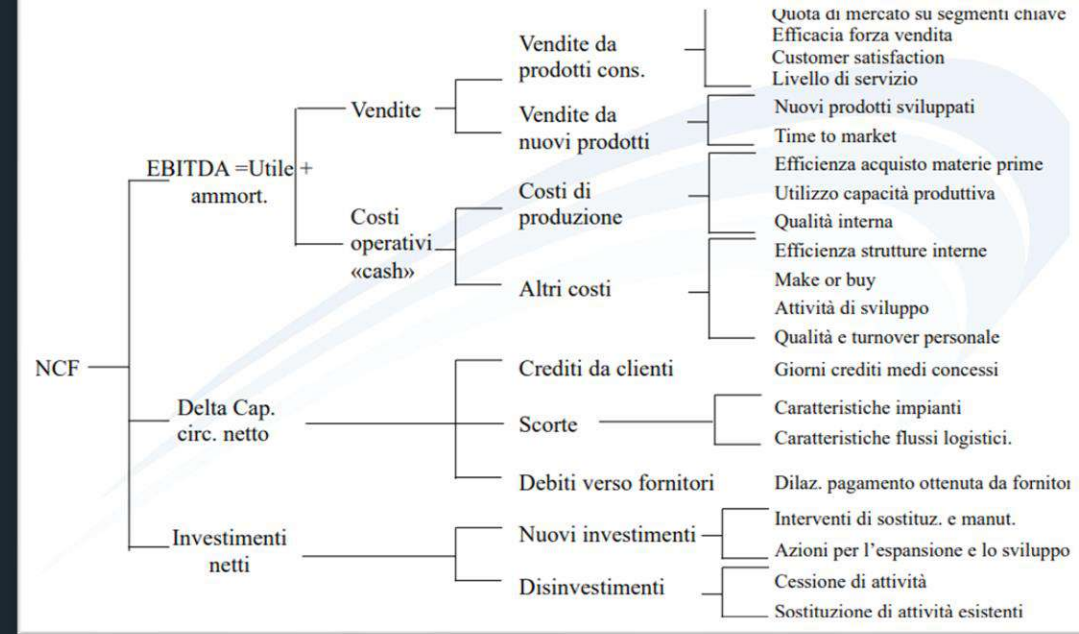 NCF
EBITDA =Utile +
ammort.
Vendite
Vendite da
prodotti cons.
Quota di mercato su segmenti chiave
Efficacia forza vendita
Customer satisfaction
Livello di servizio
Vendite da
nuovi prodotti
Nuovi prodotti sviluppati
Time to market
Costi
operativi
«cash»
Costi di
produzione
Efficienza acquisto materie prime
Utilizzo capacità produttiva
Qualità interna
Altri costi
Efficienza strutture interne
Make or buy
Attività di sviluppo
Qualità e turnover personale
Delta Cap.
circ. netto
Crediti da clienti
Giorni crediti medi concessi
Scorte
Caratteristiche impianti
Caratteristiche flussi logistici.
Debiti verso fornitori
Dilaz. pagamento ottenuta da fornitor
Investimenti
netti
Nuovi investimenti
Interventi di sostituz. e manut.
Azioni per l'espansione e lo sviluppo
Disinvestimenti
Cessione di attività
Sostituzione di attività esistenti